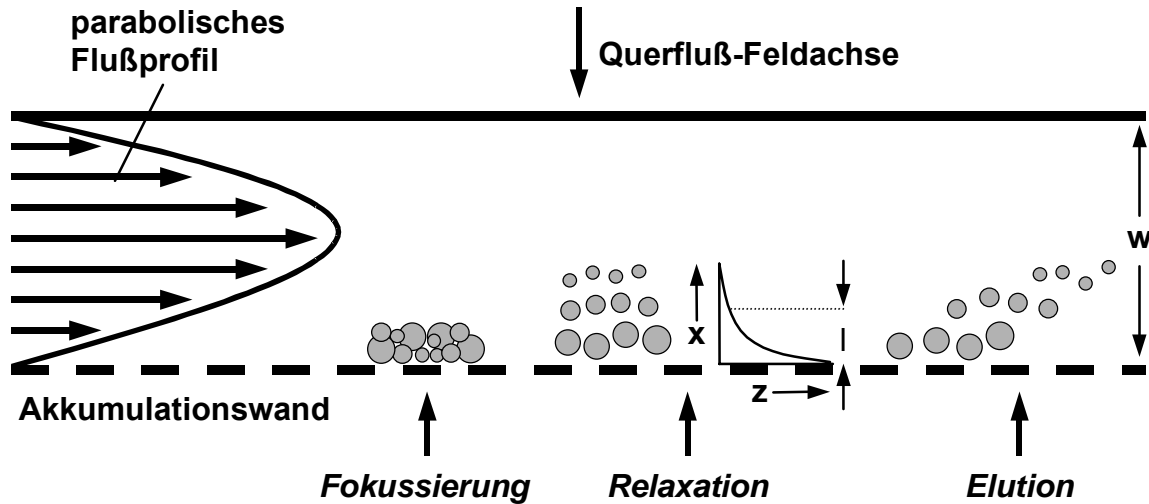 parabolisches
Flußprofil
Querfluß-Feldachse
w
x
l
z
Akkumulationswand
Fokussierung
Relaxation
Elution